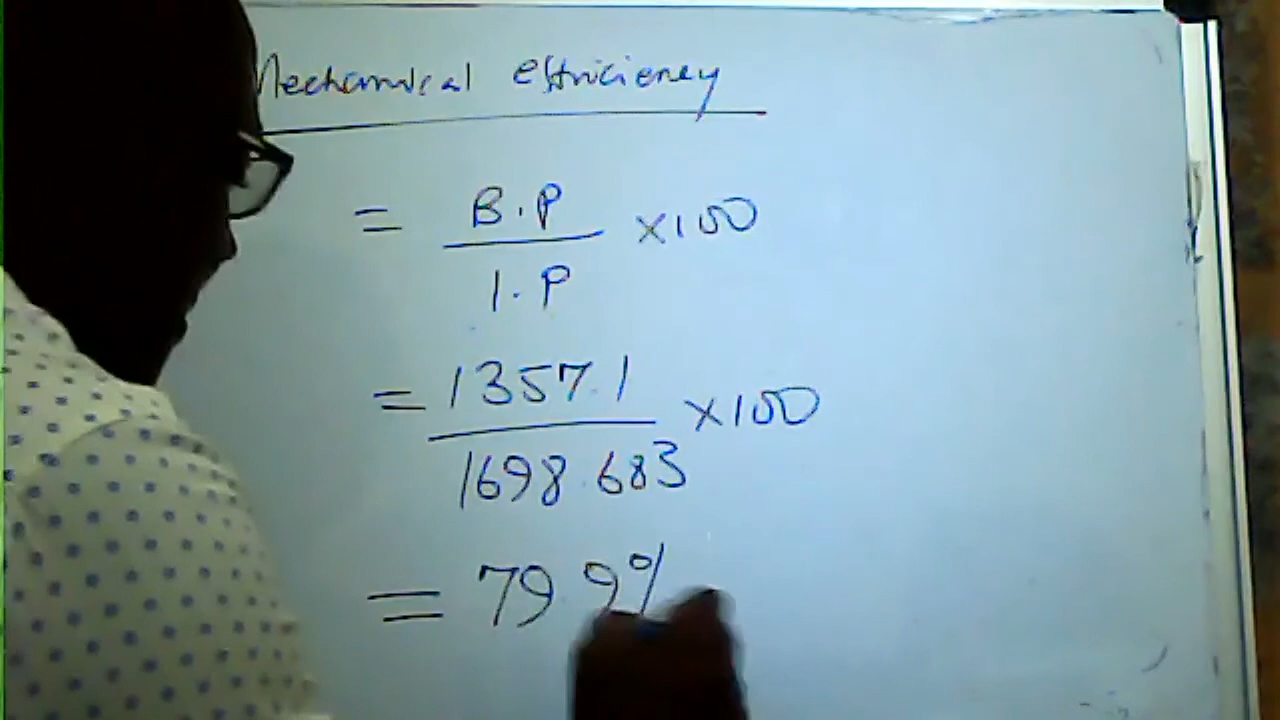 Mechanical efficiency
= B.P / I.P ×100
= 1357.1 / 1698.683 ×100
= 79.9%